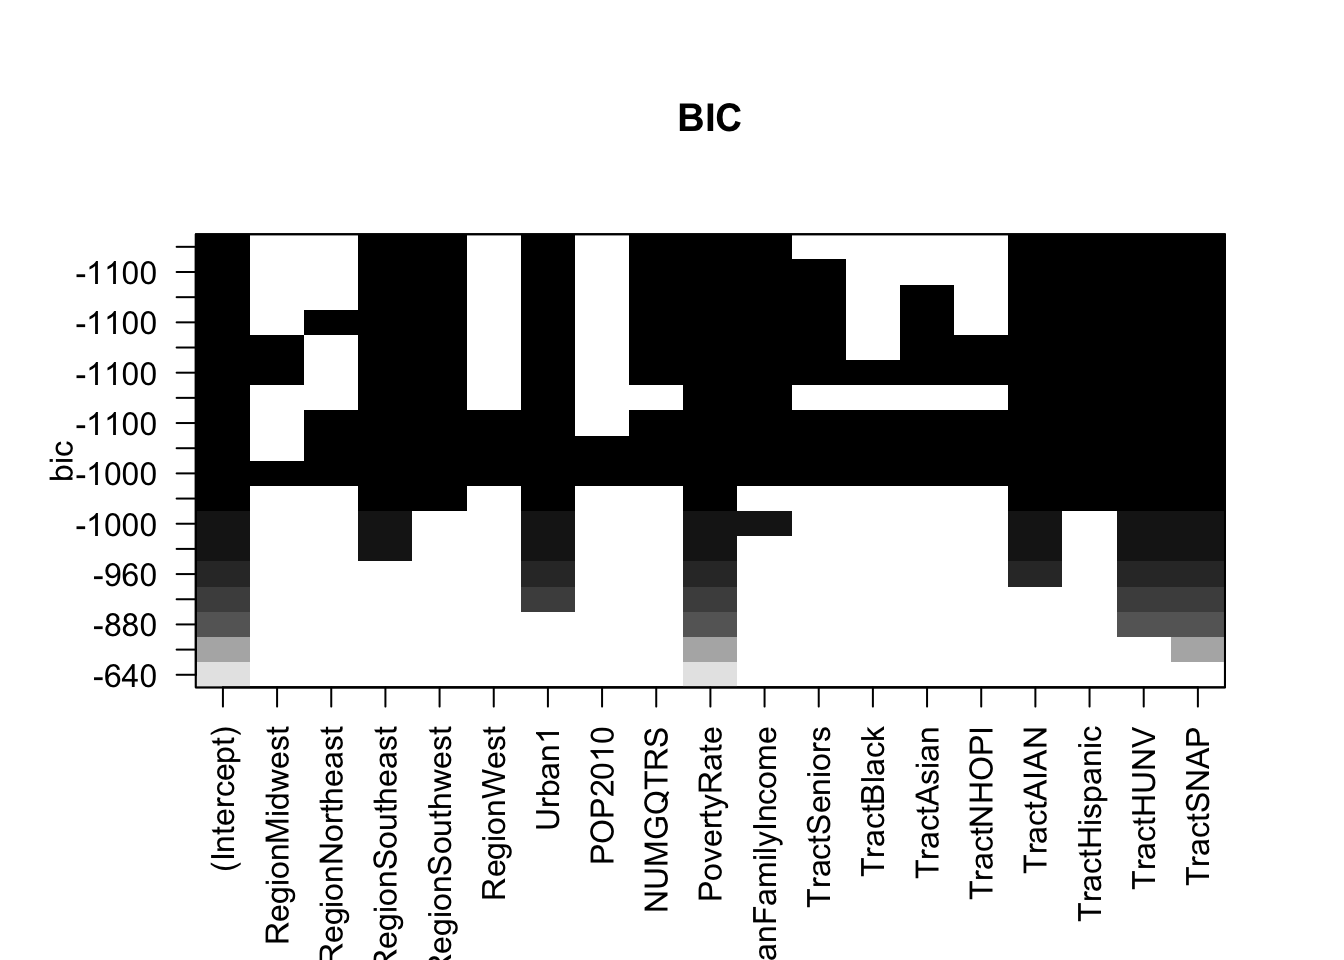 BIC
bic
-1100
-1100
-1100
-1100
-1000
-1000
-960
-880
-640
(Intercept)
RegionMidwest
RegionNortheast
RegionSoutheast
RegionSouthwest
RegionWest
Urban1
POP2010
NUMGQTRS
PovertyRate
anFamilyIncome
TractSeniors
TractBlack
TractAsian
TractNHOPI
TractAIAN
TractHispanic
TractHUNV
TractSNAP